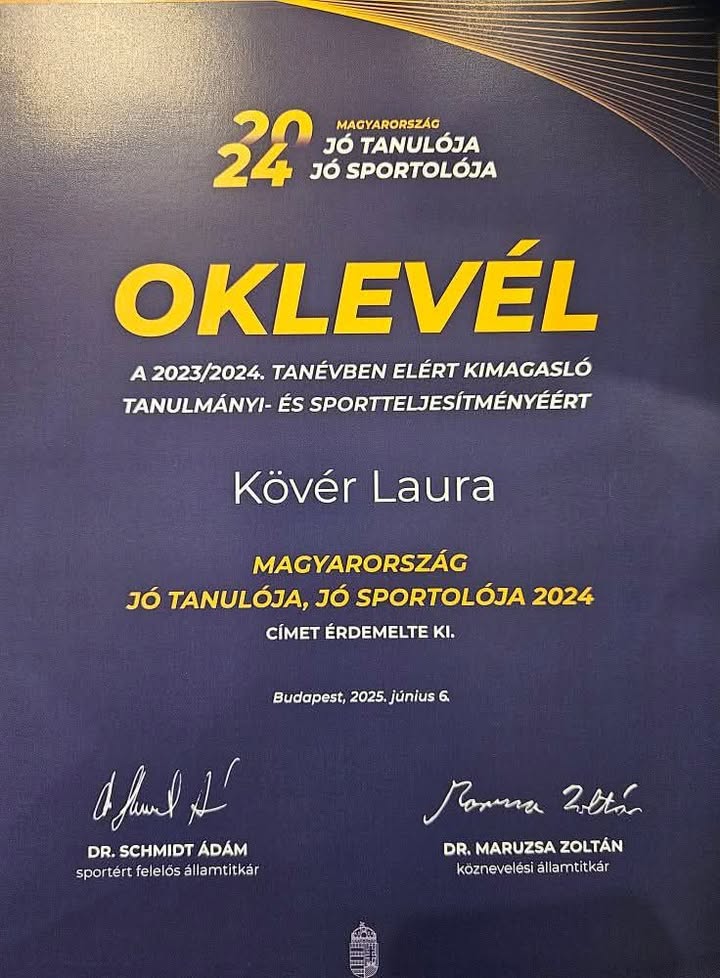 2024
MAGYARORSZÁG
JÓ TANULÓJA
JÓ SPORTOLÓJA
OKLEVÉL
A 2023/2024. TANÉVBEN ELÉRT KIMAGASLÓ
TANULMÁNYI- ÉS SPORTTELJESÍTMÉNYÉÉRT
Kövér Laura
MAGYARORSZÁG
JÓ TANULÓJA, JÓ SPORTOLÓJA 2024
CÍMET ÉRDEMELTE KI.
Budapest, 2025. június 6.
DR. SCHMIDT ÁDÁM
sportért felelős államtitkár
Maruzsa Zoltán
DR. MARUZSA ZOLTÁN
köznevelési államtitkár